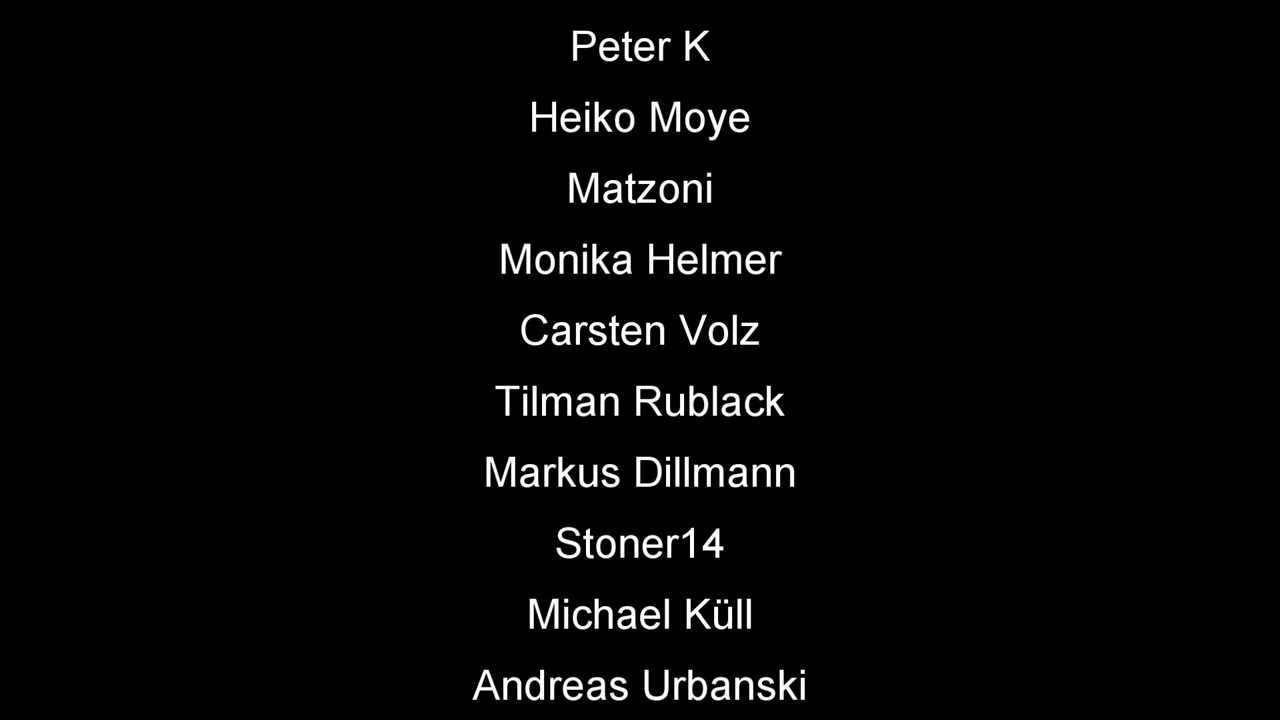 Peter K
Heiko Moye
Matzoni
Monika Helmer
Carsten Volz
Tilman Rublack
Markus Dillmann
Stoner14
Michael Küll
Andreas Urbanski